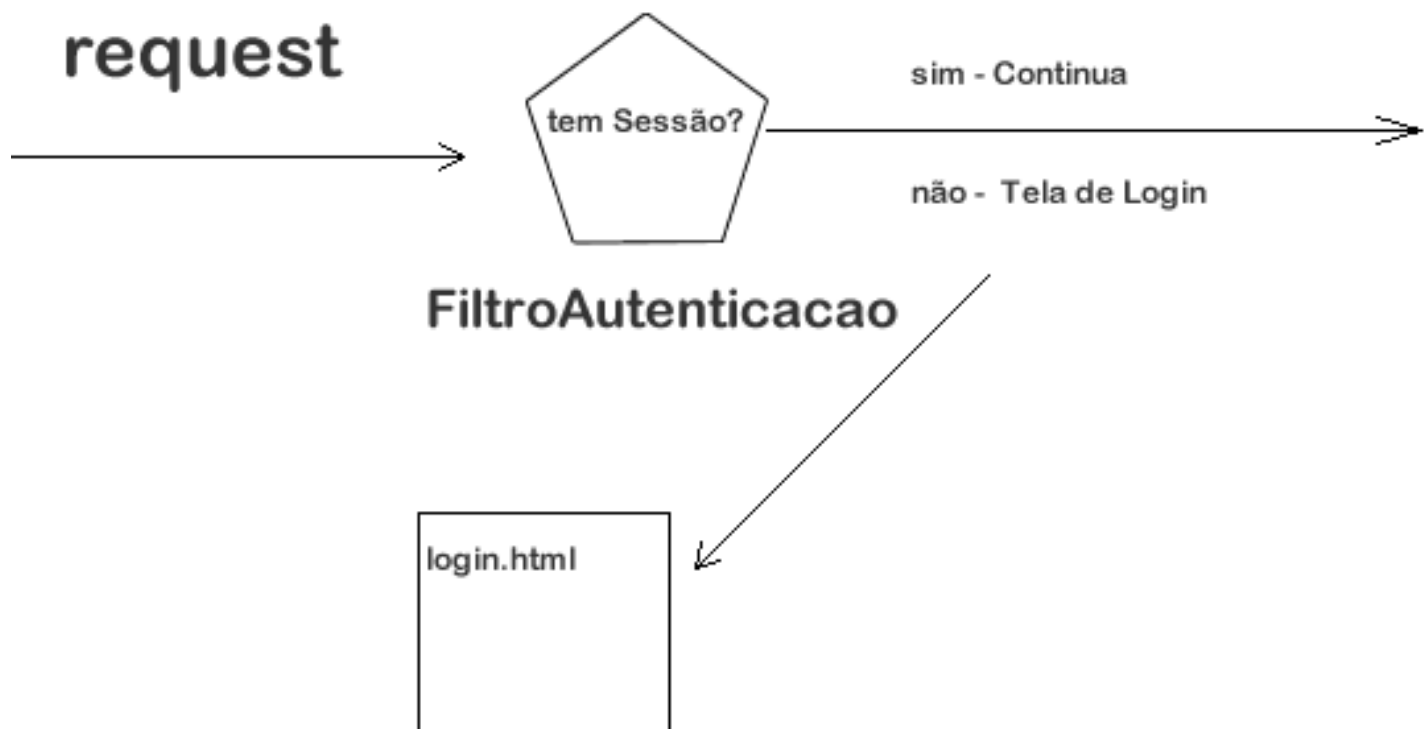 request
tem Sessão?
sim - Continua
não - Tela de Login
FiltroAutenticacao
login.html